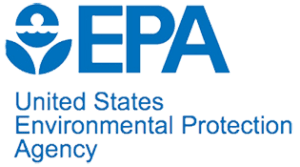 EPA
United States
Environmental Protection
Agency